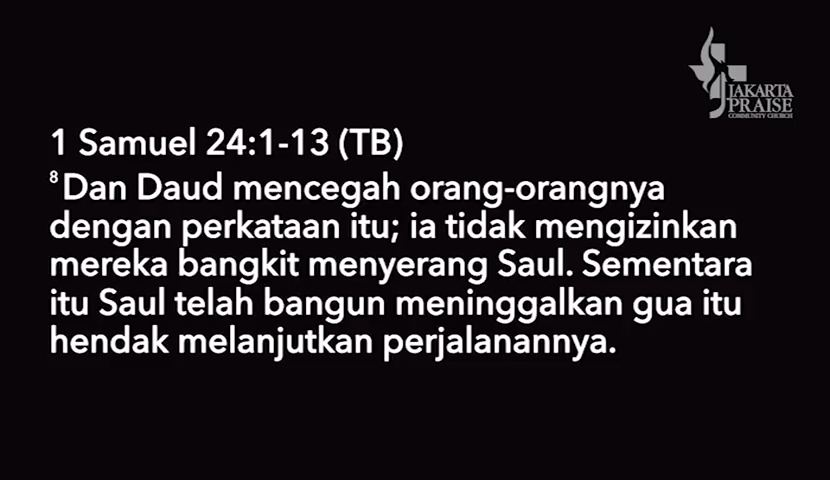 JAKARTA
PRAISE
COMMUNITY CHURCH
1 Samuel 24:1-13 (TB)
8 Dan Daud mencegah orang-orangnya
dengan perkataan itu; ia tidak mengizinkan
mereka bangkit menyerang Saul. Sementara
itu Saul telah bangun meninggalkan gua itu
hendak melanjutkan perjalanannya.